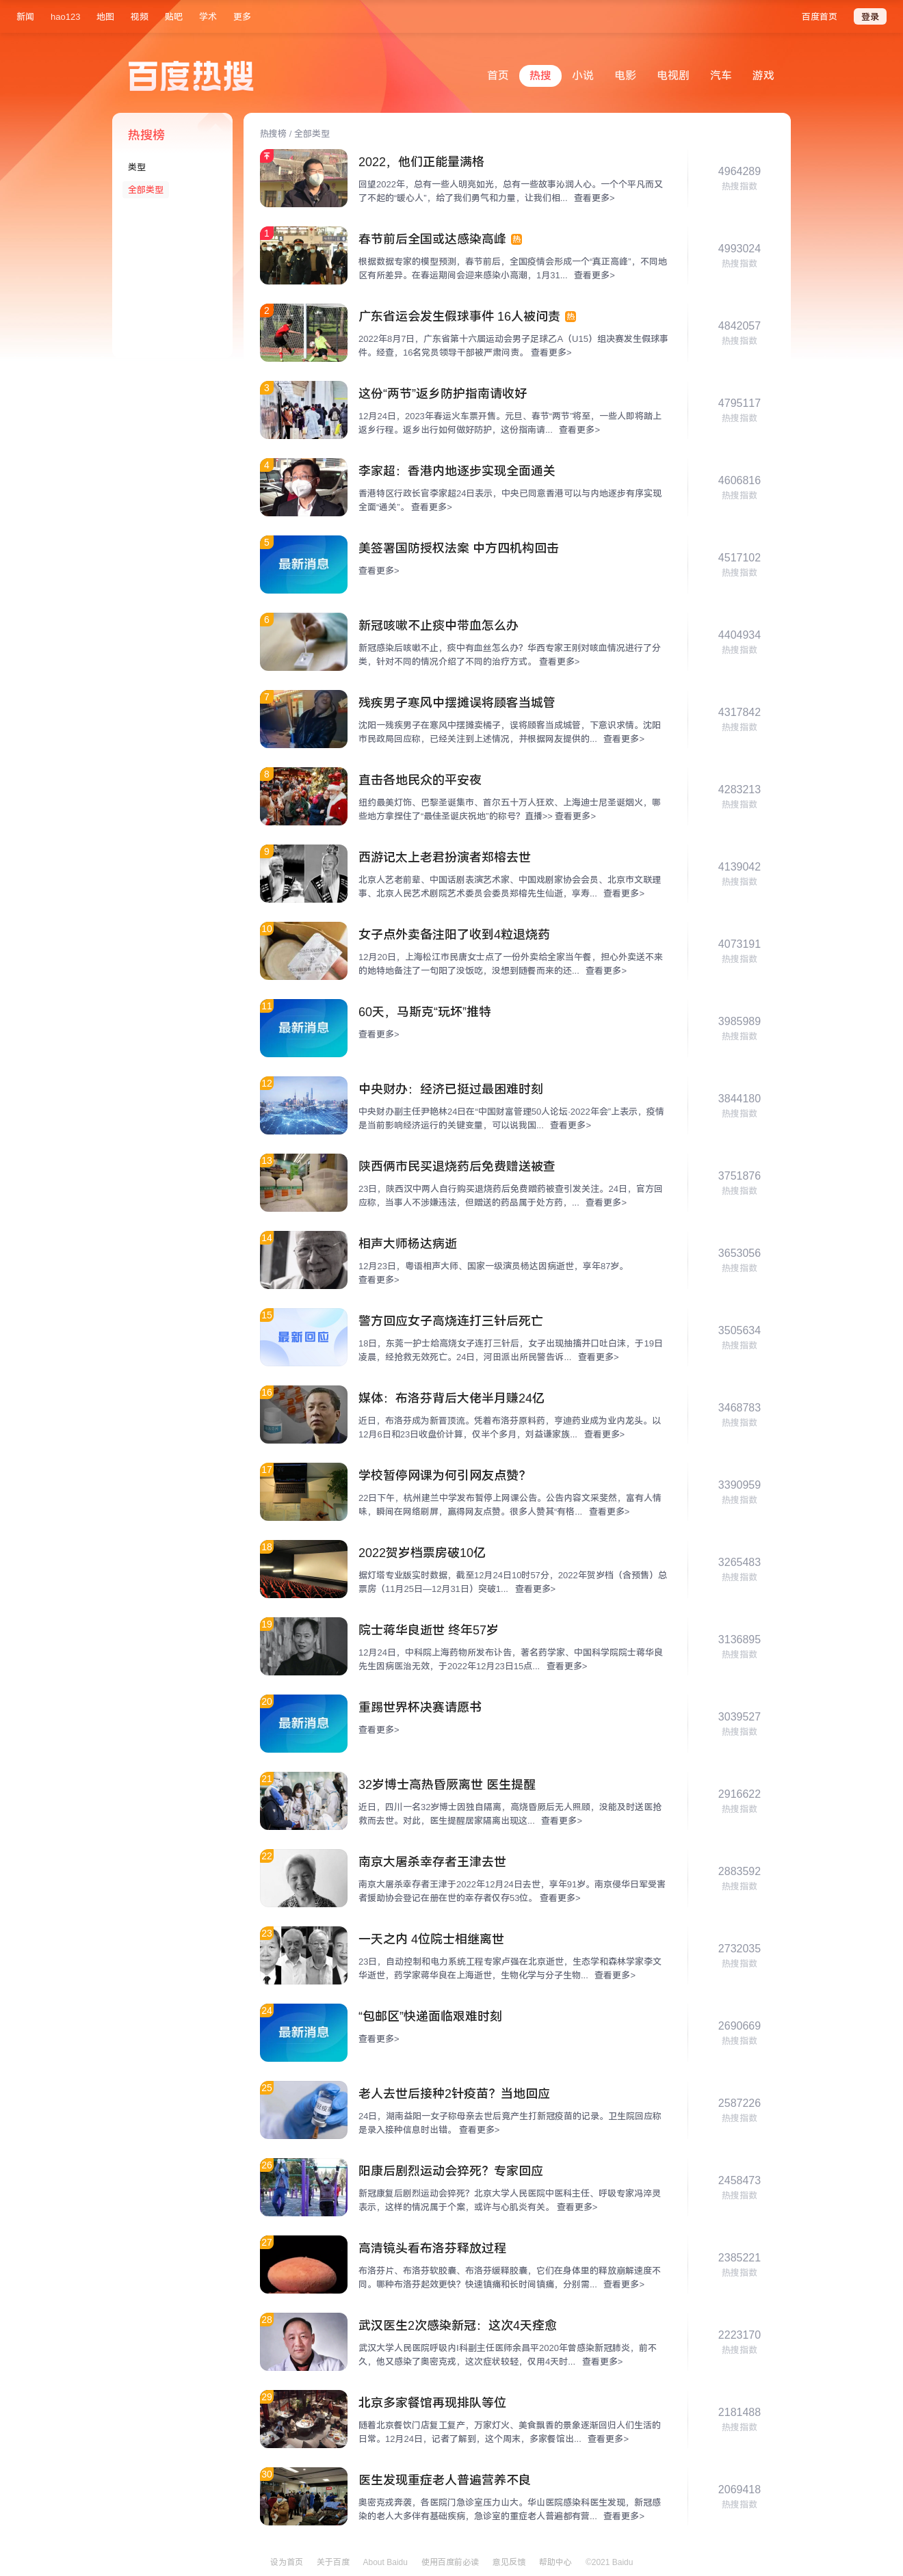 新闻 hao123 地图 视频 贴吧 学术 更多 百度首页 登录
百度热搜
首页 热搜 小说 电影 电视剧 汽车 游戏
热搜榜
类型
全部类型
热搜榜 / 全部类型
2022，他们正能量满格
回望2022年，总有一些人明亮如光，总有一些故事沁润人心。一个个平凡而又
了不起的“暖心人”，给了我们勇气和力量，让我们相... 查看更多>
4964289
热搜指数
1
春节前后全国或达感染高峰 热
根据数据专家的模型预测，春节前后，全国疫情会形成一个“真正高峰”，不同地
区有所差异。在春运期间会迎来感染小高潮，1月31... 查看更多>
4993024
热搜指数
2
广东省运会发生假球事件 16人被问责 热
2022年8月7日，广东省第十六届运动会男子足球乙A（U15）组决赛发生假球事
件。经查，16名党员领导干部被严肃问责。 查看更多>
4842057
热搜指数
3
这份“两节”返乡防护指南请收好
12月24日，2023年春运火车票开售。元旦、春节“两节”将至，一些人即将踏上
返乡行程。返乡出行如何做好防护，这份指南请... 查看更多>
4795117
热搜指数
4
李家超：香港内地逐步实现全面通关
香港特区行政长官李家超24日表示，中央已同意香港可以与内地逐步有序实现
全面“通关”。 查看更多>
4606816
热搜指数
5
最新消息
美签署国防授权法案 中方四机构回击
查看更多>
4517102
热搜指数
6
新冠咳嗽不止痰中带血怎么办
新冠感染后咳嗽不止，痰中有血丝怎么办？华西专家王刚对咳血情况进行了分
类，针对不同的情况介绍了不同的治疗方式。 查看更多>
4404934
热搜指数
7
残疾男子寒风中摆摊误将顾客当城管
沈阳一残疾男子在寒风中摆摊卖橘子，误将顾客当成城管，下意识求情。沈阳
市民政局回应称，已经关注到上述情况，并根据网友提供的... 查看更多>
4317842
热搜指数
8
直击各地民众的平安夜
纽约最美灯饰、巴黎圣诞集市、首尔五十万人狂欢、上海迪士尼圣诞烟火，哪
些地方拿捏住了“最佳圣诞庆祝地”的称号？直播>> 查看更多>
4283213
热搜指数
9
西游记太上老君扮演者郑榕去世
北京人艺老前辈、中国话剧表演艺术家、中国戏剧家协会会员、北京市文联理
事、北京人民艺术剧院艺术委员会委员郑榕先生仙逝，享寿... 查看更多>
4139042
热搜指数
10
女子点外卖备注阳了收到4粒退烧药
12月20日，上海松江市民唐女士点了一份外卖给全家当午餐，担心外卖送不来
的她特地备注了一句阳了没饭吃，没想到随餐而来的还... 查看更多>
4073191
热搜指数
11
最新消息
60天，马斯克“玩坏”推特
查看更多>
3985989
热搜指数
12
中央财办：经济已挺过最困难时刻
中央财办副主任尹艳林24日在“中国财富管理50人论坛·2022年会”上表示，疫情
是当前影响经济运行的关键变量，可以说我国... 查看更多>
3844180
热搜指数
13
陕西俩市民买退烧药后免费赠送被查
23日，陕西汉中两人自行购买退烧药后免费赠药被查引发关注。24日，官方回
应称，当事人不涉嫌违法，但赠送的药品属于处方药，... 查看更多>
3751876
热搜指数
14
相声大师杨达病逝
12月23日，粤语相声大师、国家一级演员杨达因病逝世，享年87岁。
查看更多>
3653056
热搜指数
15
最新回应
警方回应女子高烧连打三针后死亡
18日，东莞一护士给高烧女子连打三针后，女子出现抽搐并口吐白沫，于19日
凌晨，经抢救无效死亡。24日，河田派出所民警告诉... 查看更多>
3505634
热搜指数
16
媒体：布洛芬背后大佬半月赚24亿
近日，布洛芬成为新晋顶流。凭着布洛芬原料药，亨迪药业成为业内龙头。以
12月6日和23日收盘价计算，仅半个多月，刘益谦家族... 查看更多>
3468783
热搜指数
17
学校暂停网课为何引网友点赞？
22日下午，杭州建兰中学发布暂停上网课公告。公告内容文采斐然，富有人情
味，瞬间在网络刷屏，赢得网友点赞。很多人赞其“有格... 查看更多>
3390959
热搜指数
18
2022贺岁档票房破10亿
据灯塔专业版实时数据，截至12月24日10时57分，2022年贺岁档（含预售）总
票房（11月25日—12月31日）突破1... 查看更多>
3265483
热搜指数
19
院士蒋华良逝世 终年57岁
12月24日，中科院上海药物所发布讣告，著名药学家、中国科学院院士蒋华良
先生因病医治无效，于2022年12月23日15点... 查看更多>
3136895
热搜指数
20
最新消息
重踢世界杯决赛请愿书
查看更多>
3039527
热搜指数
21
32岁博士高热昏厥离世 医生提醒
近日，四川一名32岁博士因独自隔离，高烧昏厥后无人照顾，没能及时送医抢
救而去世。对此，医生提醒居家隔离出现这... 查看更多>
2916622
热搜指数
22
南京大屠杀幸存者王津去世
南京大屠杀幸存者王津于2022年12月24日去世，享年91岁。南京侵华日军受害
者援助协会登记在册在世的幸存者仅存53位。 查看更多>
2883592
热搜指数
23
一天之内 4位院士相继离世
23日，自动控制和电力系统工程专家卢强在北京逝世，生态学和森林学家李文
华逝世，药学家蒋华良在上海逝世，生物化学与分子生物... 查看更多>
2732035
热搜指数
24
最新消息
“包邮区”快递面临艰难时刻
查看更多>
2690669
热搜指数
25
老人去世后接种2针疫苗？当地回应
24日，湖南益阳一女子称母亲去世后竟产生打新冠疫苗的记录。卫生院回应称
是录入接种信息时出错。 查看更多>
2587226
热搜指数
26
阳康后剧烈运动会猝死？专家回应
新冠康复后剧烈运动会猝死？北京大学人民医院中医科主任、呼吸专家冯淬灵
表示，这样的情况属于个案，或许与心肌炎有关。 查看更多>
2458473
热搜指数
27
高清镜头看布洛芬释放过程
布洛芬片、布洛芬软胶囊、布洛芬缓释胶囊，它们在身体里的释放崩解速度不
同。哪种布洛芬起效更快？快速镇痛和长时间镇痛，分别需... 查看更多>
2385221
热搜指数
28
武汉医生2次感染新冠：这次4天痊愈
武汉大学人民医院呼吸内I科副主任医师余昌平2020年曾感染新冠肺炎，前不
久，他又感染了奥密克戎，这次症状较轻，仅用4天时... 查看更多>
2223170
热搜指数
29
北京多家餐馆再现排队等位
随着北京餐饮门店复工复产，万家灯火、美食飘香的景象逐渐回归人们生活的
日常。12月24日，记者了解到，这个周末，多家餐馆出... 查看更多>
2181488
热搜指数
30
医生发现重症老人普遍营养不良
奥密克戎奔袭，各医院门急诊室压力山大。华山医院感染科医生发现，新冠感
染的老人大多伴有基础疾病，急诊室的重症老人普遍都有营... 查看更多>
2069418
热搜指数
设为首页 关于百度 About Baidu 使用百度前必读 意见反馈 帮助中心 ©2021 Baidu